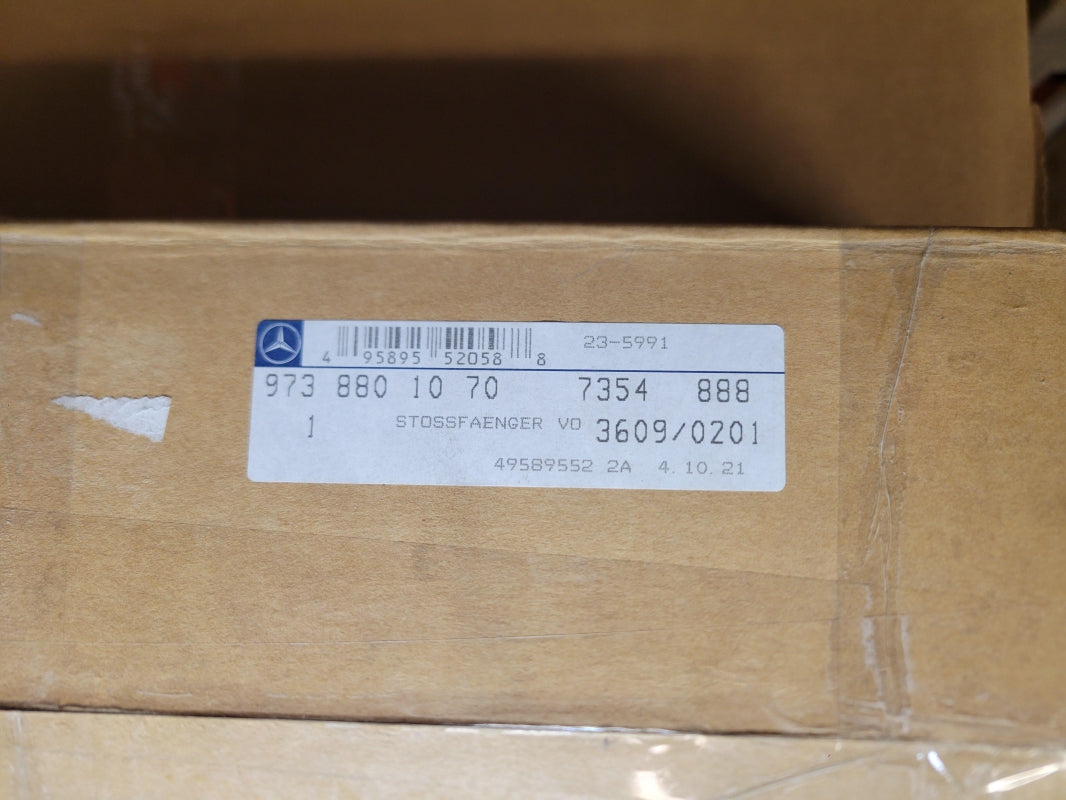 4 95895 52058 8 23-5991
973 880 10 70 7354 888
1 STOSSFAENGER VO 3609/0201
49589552 2A 4.10.21